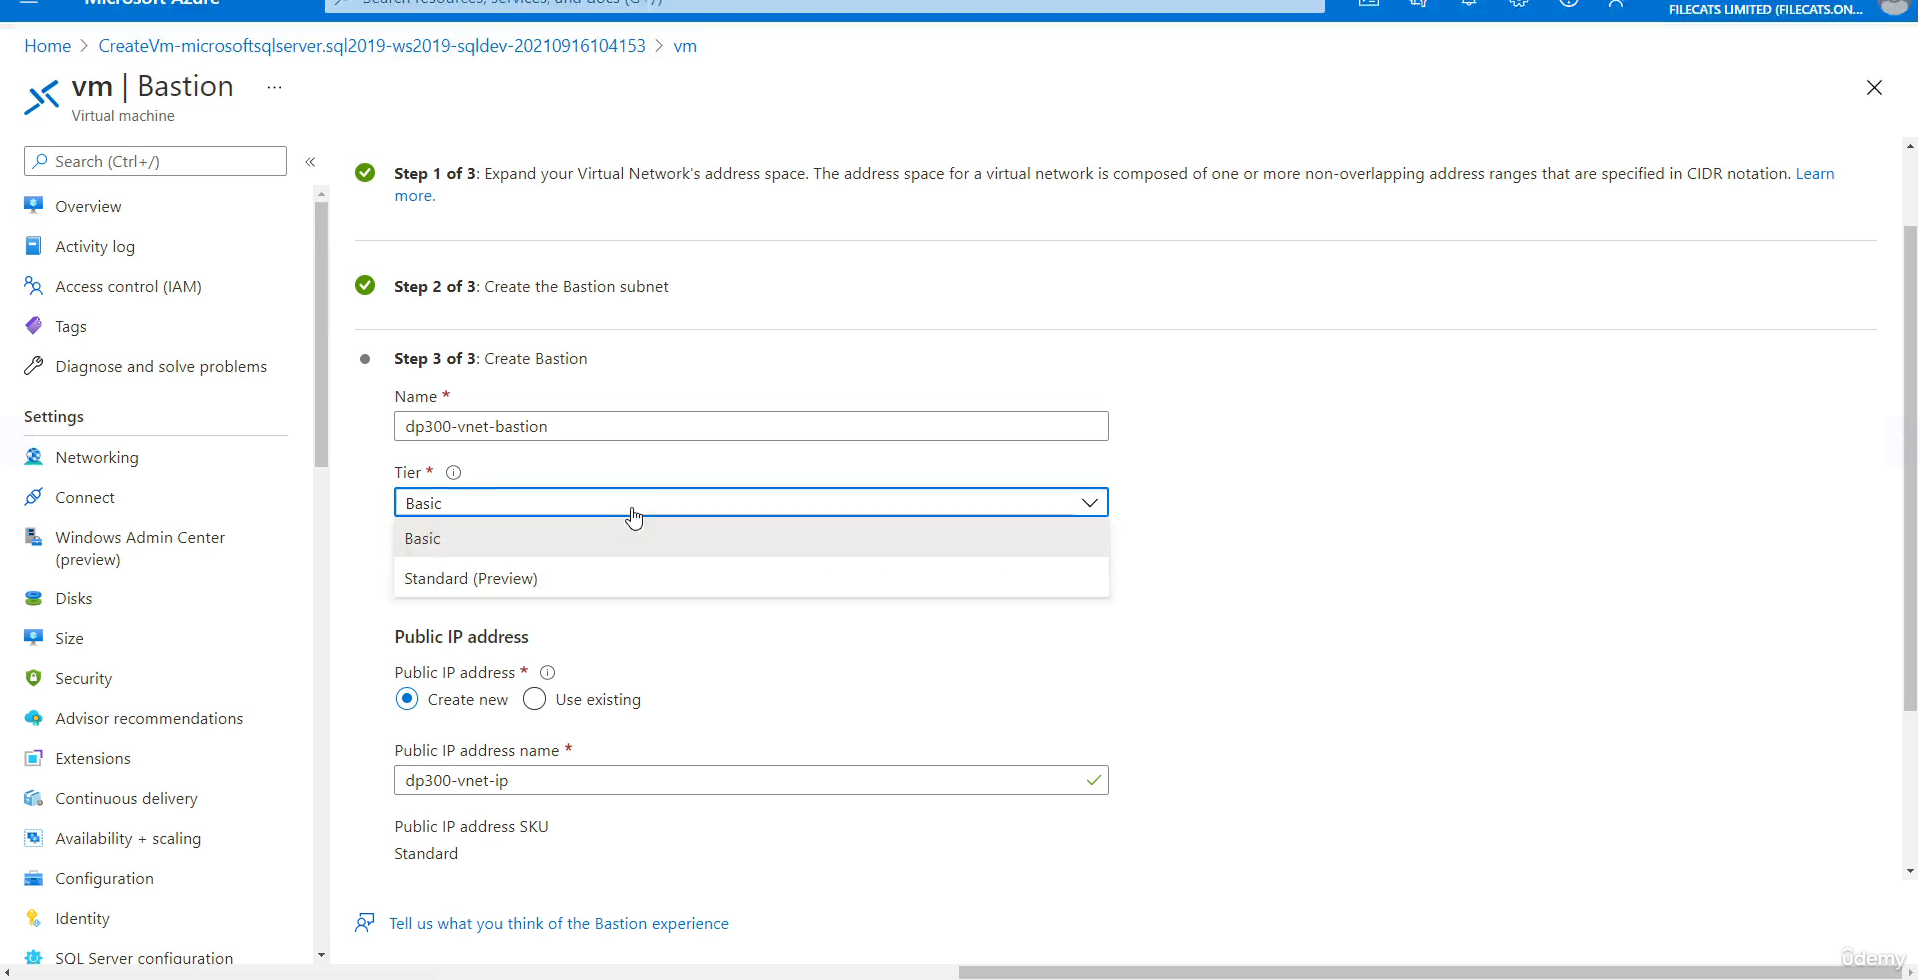 Microsoft Azure
Search resources, services, and docs (G+/)
FILECATS LIMITED (FILECATS.ON...
Home > CreateVm-microsoftsqlserver.sql2019-ws2019-sqldev-20210916104153 > vm
vm | Bastion ...
Virtual machine
Search (Ctrl+/) «
Overview
Activity log
Access control (IAM)
Tags
Diagnose and solve problems
Settings
Networking
Connect
Windows Admin Center
(preview)
Disks
Size
Security
Advisor recommendations
Extensions
Continuous delivery
Availability + scaling
Configuration
Identity
SQL Server configuration
Step 1 of 3: Expand your Virtual Network's address space. The address space for a virtual network is composed of one or more non-overlapping address ranges that are specified in CIDR notation. Learn
more.
Step 2 of 3: Create the Bastion subnet
Step 3 of 3: Create Bastion
Name *
dp300-vnet-bastion
Tier *
Basic
Basic
Standard (Preview)
Public IP address
Public IP address *
Create new Use existing
Public IP address name *
dp300-vnet-ip
Public IP address SKU
Standard
Tell us what you think of the Bastion experience
ûdemy